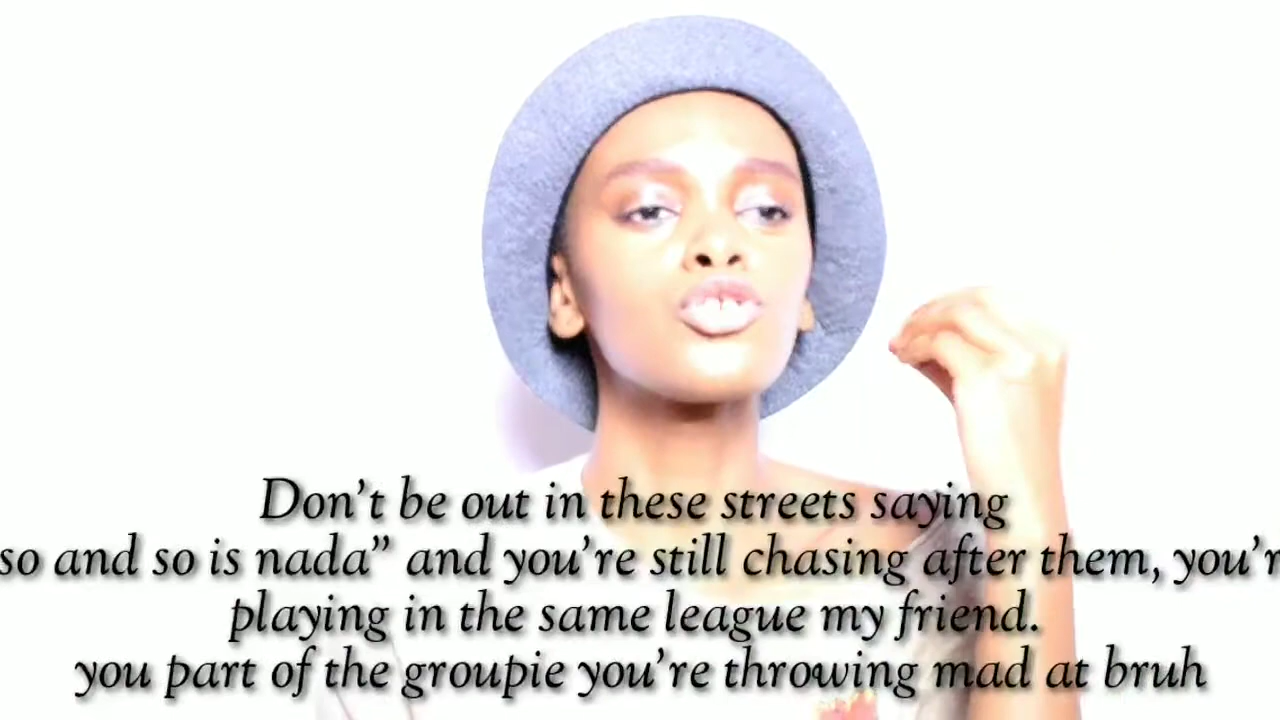 Don't be out in these streets saying
so and so is nada" and you're still chasing after them, you'r
playing in the same league my friend.
you part of the groupie you're throwing mad at bruh